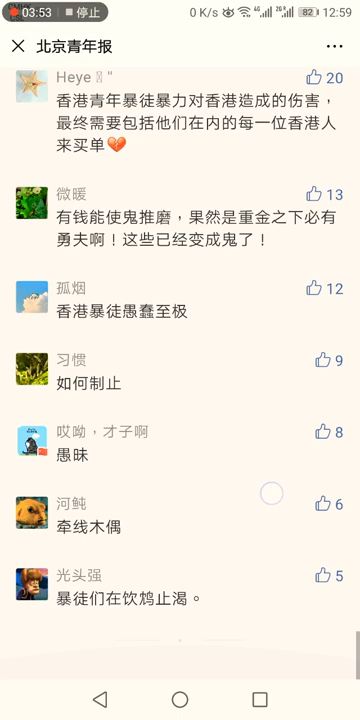 03:53 停止 0 K/s 4G 2G 82 12:59
北京青年报
Heye " 20
香港青年暴徒暴力对香港造成的伤害，
最终需要包括他们在内的每一位香港人
来买单💔
微暖 13
有钱能使鬼推磨，果然是重金之下必有
勇夫啊！这些已经变成鬼了！
孤烟 12
香港暴徒愚蠢至极
习惯 9
如何制止
哎呦，才子啊 8
愚昧
河鲀 6
牵线木偶
光头强 5
暴徒们在饮鸩止渴。